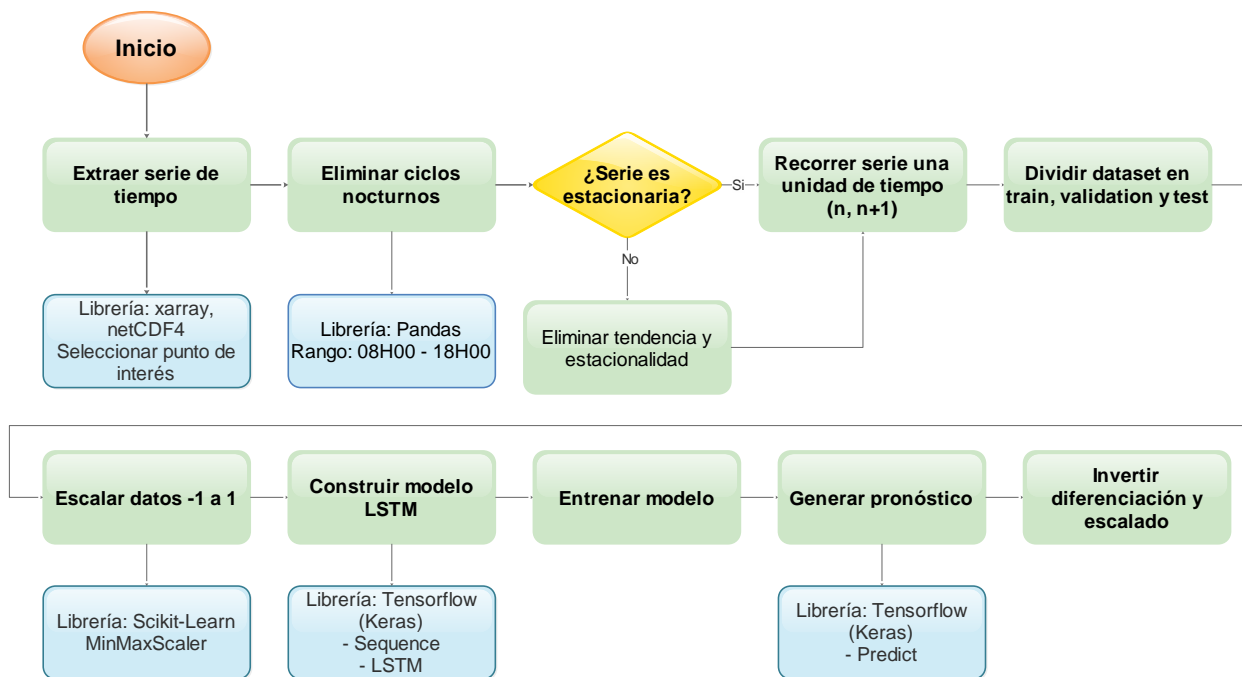 Inicio
Extraer serie de
tiempo
Eliminar ciclos
nocturnos
¿Serie es
estacionaria?
Si
Recorrer serie una
unidad de tiempo
(n, n+1)
Dividir dataset en
train, validation y test
No
Librería: xarray,
netCDF4
Seleccionar punto de
interés
Librería: Pandas
Rango: 08H00 - 18H00
Eliminar tendencia y
estacionalidad
Escalar datos -1 a 1
Construir modelo
LSTM
Entrenar modelo
Generar pronóstico
Invertir
diferenciación y
escalado
Librería: Scikit-Learn
MinMaxScaler
Librería: Tensorflow
(Keras)
- Sequence
- LSTM
Librería: Tensorflow
(Keras)
- Predict